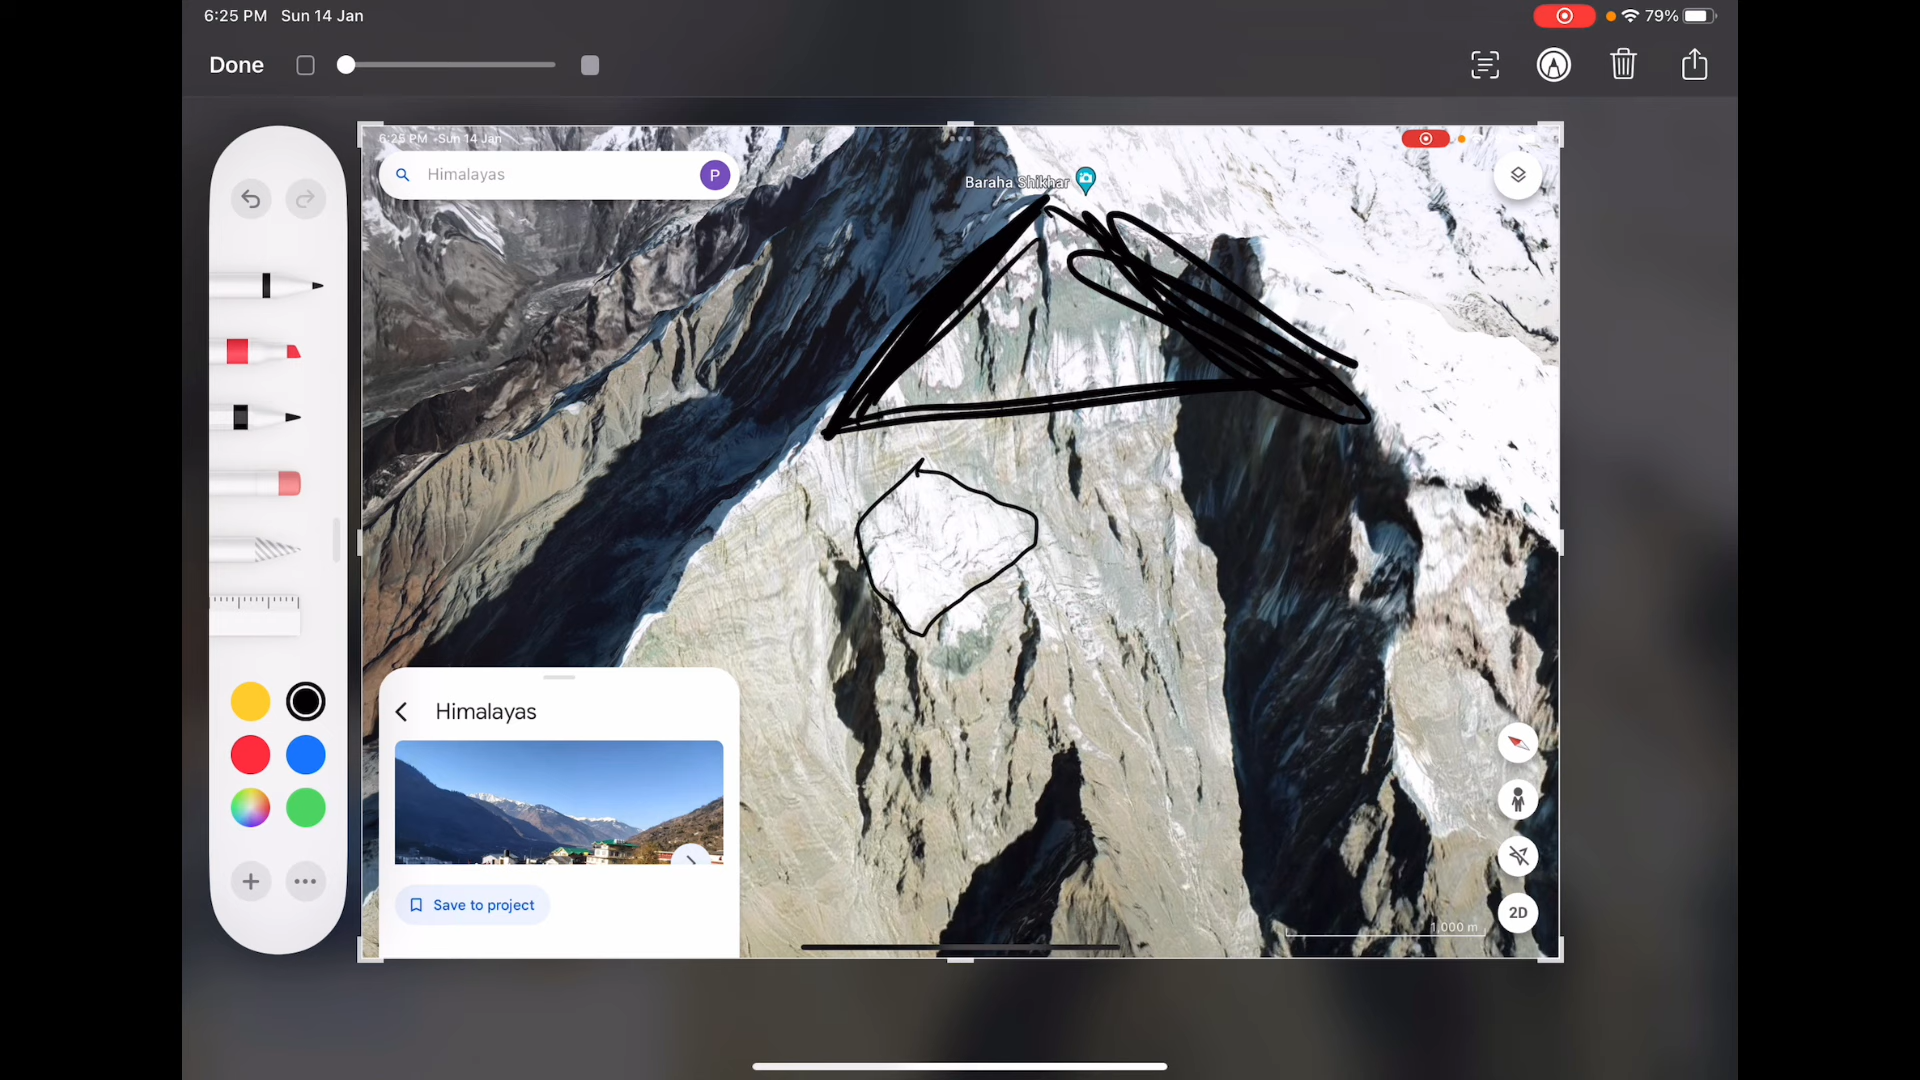 6:25 PM Sun 14 Jan
79%
Done
6:25 PM Sun 14 Jan
Himalayas
P
Baraha Shikhar
Himalayas
Save to project
1,000 m
2D